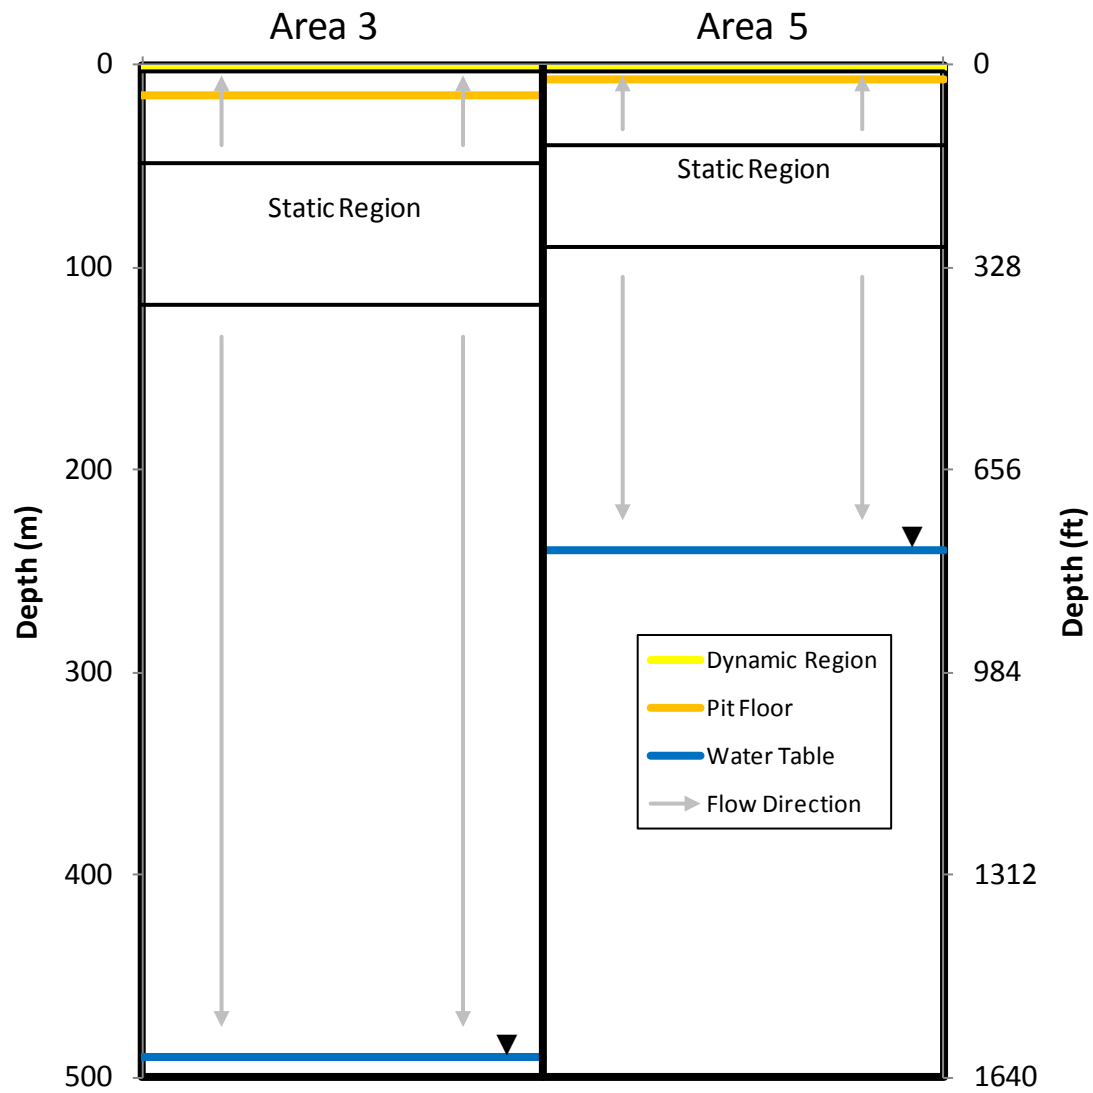 Area 3
Area 5
0
0
Static Region
Static Region
100
328
200
656
Depth (m)
Depth (ft)
300
984
Dynamic Region
Pit Floor
Water Table
Flow Direction
400
1312
500
1640